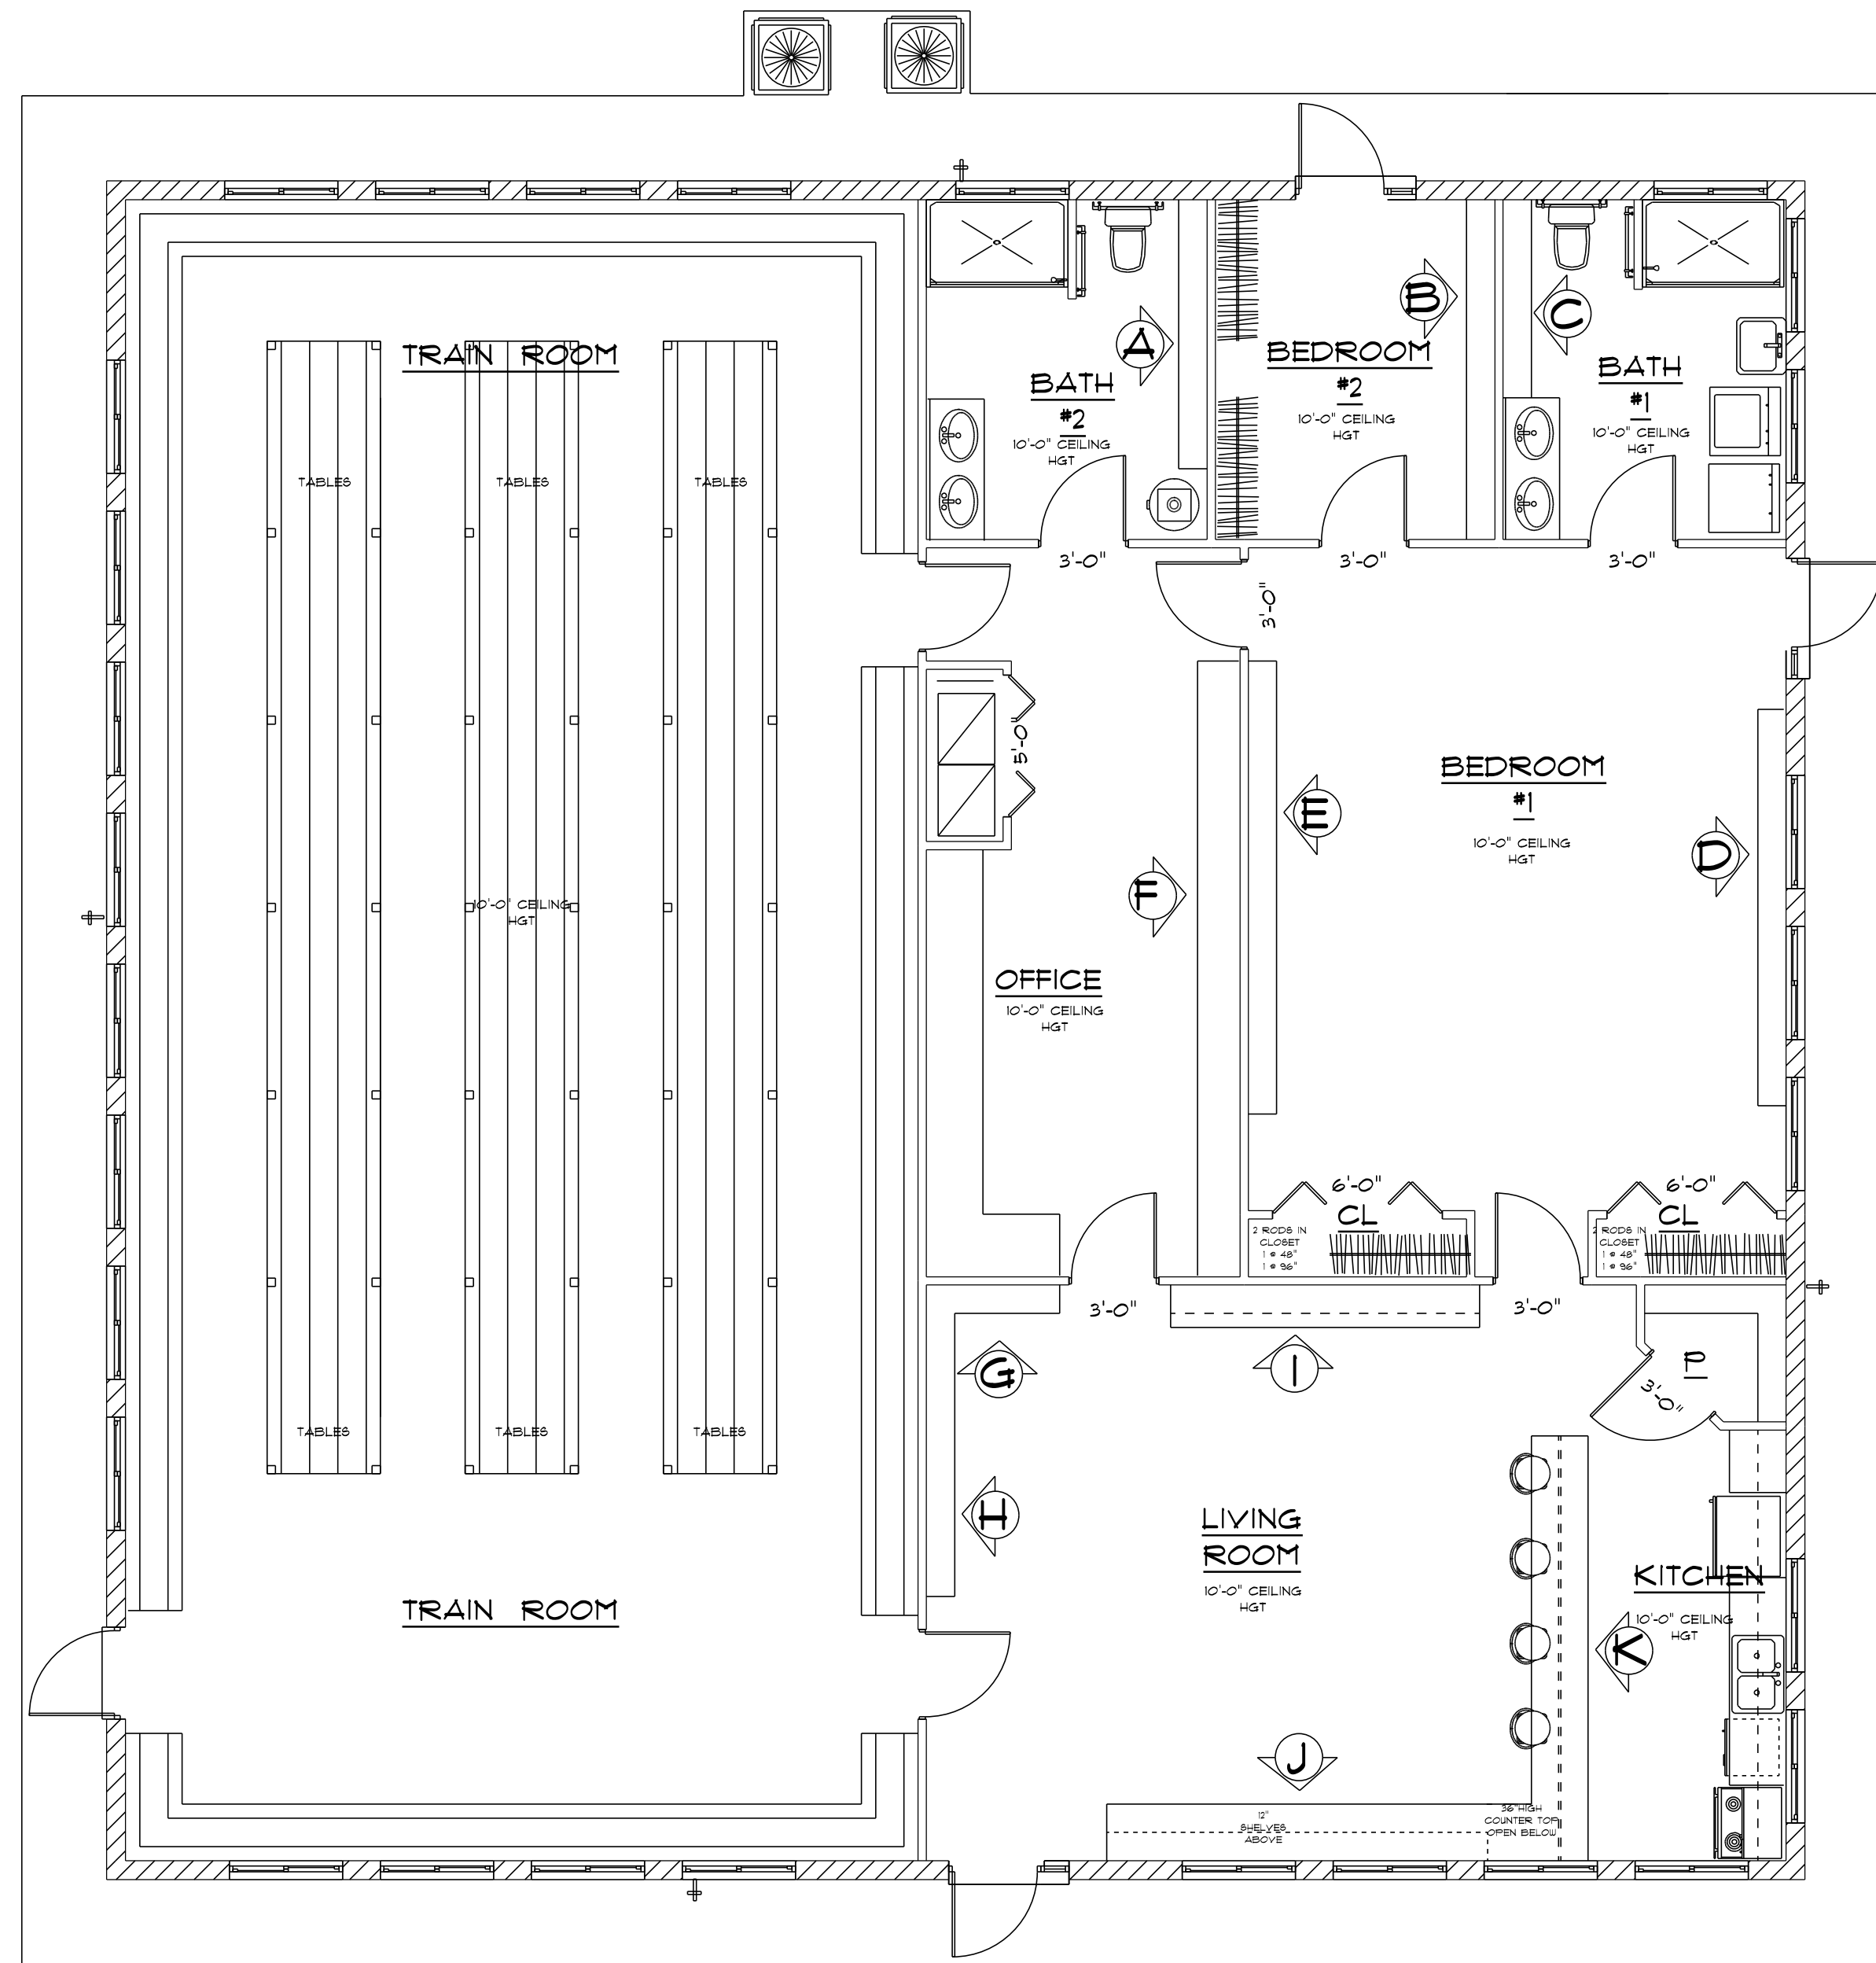 TRAIN ROOM
TABLES
TABLES
TABLES
10'-0" CEILING
HGT
TABLES
TABLES
TABLES
TRAIN ROOM
A
BATH
#2
10'-0" CEILING
HGT
3'-0"
B
BEDROOM
#2
10'-0" CEILING
HGT
3'-0"
C
BATH
#1
10'-0" CEILING
HGT
3'-0"
3'-0"
5'-0"
E
BEDROOM
#1
10'-0" CEILING
HGT
D
F
OFFICE
10'-0" CEILING
HGT
6'-0"
CL
2 RODS IN
CLOSET
1 @ 48"
1 @ 96"
6'-0"
CL
2 RODS IN
CLOSET
1 @ 48"
1 @ 96"
3'-0"
3'-0"
G
I
P
3'-0"
H
LIVING
ROOM
10'-0" CEILING
HGT
KITCHEN
10'-0" CEILING
HGT
K
J
12"
SHELVES
ABOVE
36"HIGH
COUNTER TOP
OPEN BELOW